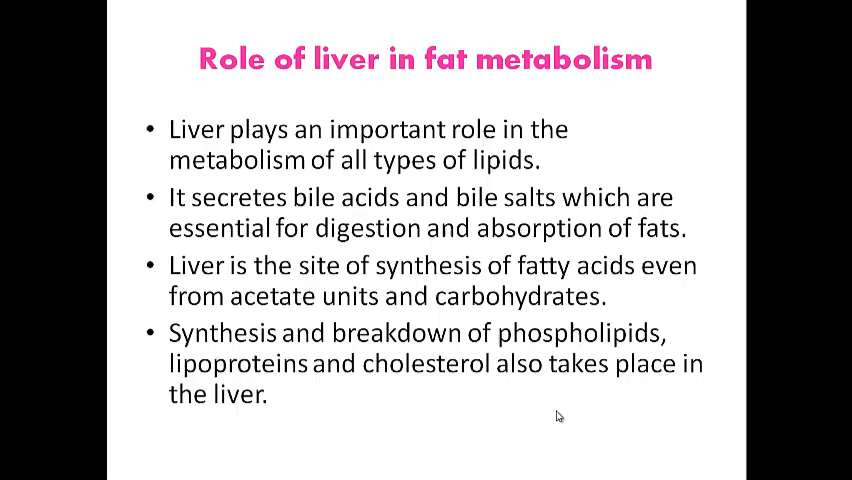 Role of liver in fat metabolism
• Liver plays an important role in the
metabolism of all types of lipids.
• It secretes bile acids and bile salts which are
essential for digestion and absorption of fats.
• Liver is the site of synthesis of fatty acids even
from acetate units and carbohydrates.
• Synthesis and breakdown of phospholipids,
lipoproteins and cholesterol also takes place in
the liver.